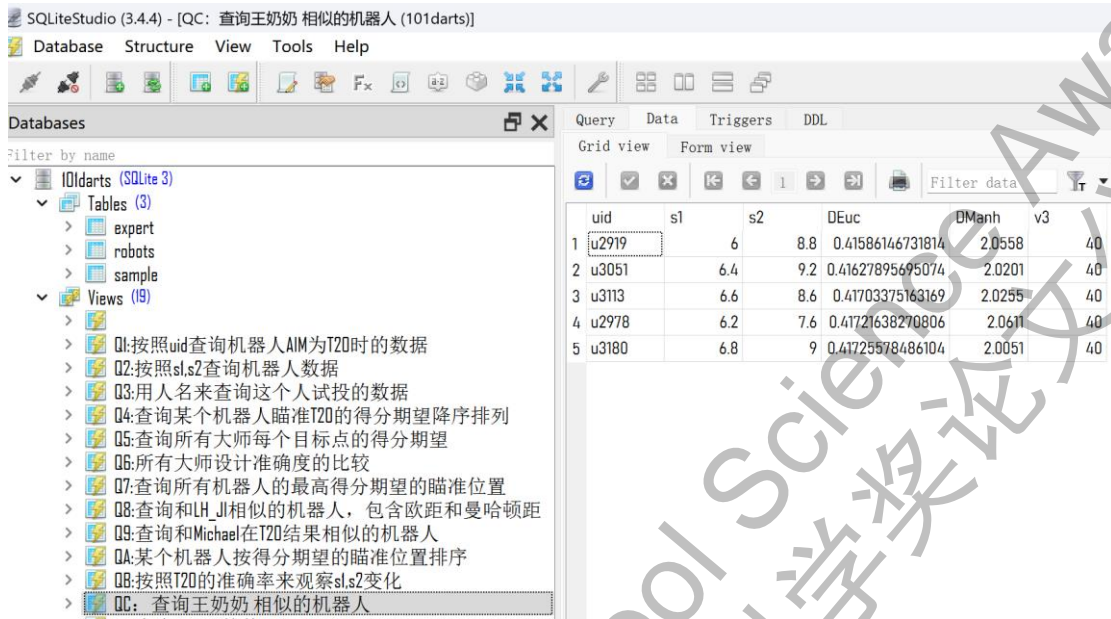 SQLiteStudio (3.4.4) - [QC：查询王奶奶 相似的机器人 (101darts)]
Database Structure View Tools Help
Databases
Filter by name
101darts (SQLite 3)
Tables (3)
expert
robots
sample
Views (19)
Q1:按照uid查询机器人AIM为T20时的数据
Q2:按照s1,s2查询机器人数据
Q3:用人名来查询这个人试投的数据
Q4:查询某个机器人瞄准T20的得分期望降序排列
Q5:查询所有大师每个目标点的得分期望
Q6:所有大师设计准确度的比较
Q7:查询所有机器人的最高得分期望的瞄准位置
Q8:查询和LH_JI相似的机器人，包含欧距和曼哈顿距
Q9:查询和Michael在T20结果相似的机器人
QA:某个机器人按得分期望的瞄准位置排序
QB:按照T20的准确率来观察s1,s2变化
QC：查询王奶奶 相似的机器人
Query Data Triggers DDL
Grid view Form view
1 Filter data
uid s1 s2 DEuc DManh v3
1 u2919 6 8.8 0.41586146731814 2.0558 40
2 u3051 6.4 9.2 0.41627895695074 2.0201 40
3 u3113 6.6 8.6 0.41703375163169 2.0255 40
4 u2978 6.2 7.6 0.41721638270806 2.0611 40
5 u3180 6.8 9 0.41725578486104 2.0051 40
ool Science Aw
科学奖论文